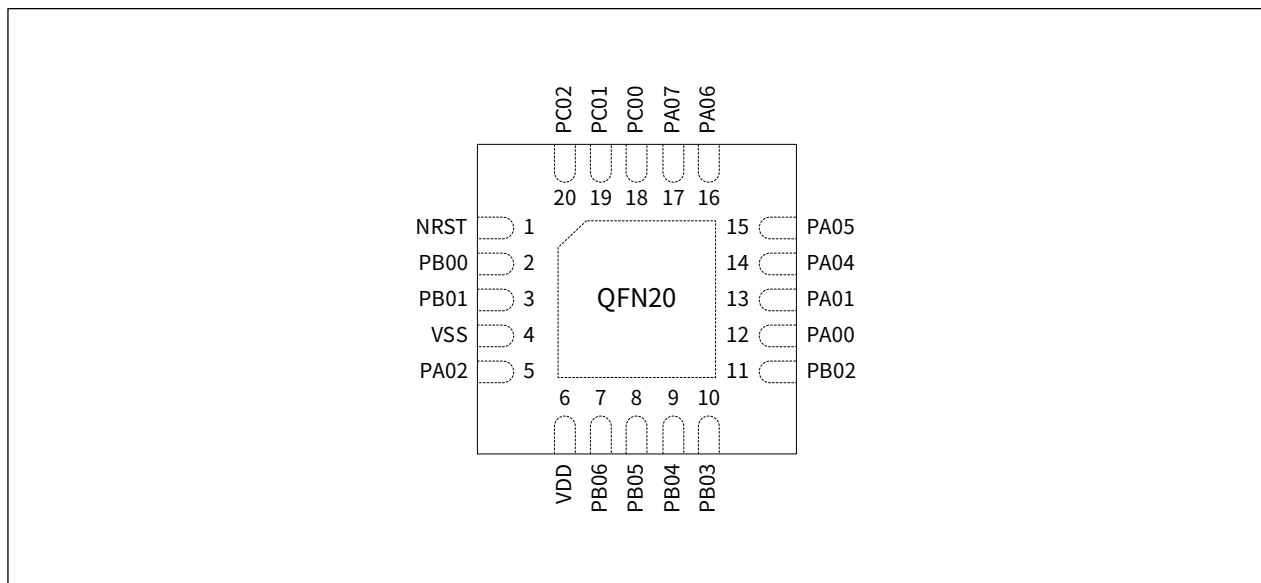 PC02 PC01 PC00 PA07 PA06
20 19 18 17 16
NRST 1 15 PA05
PB00 2 14 PA04
PB01 3 QFN20 13 PA01
VSS 4 12 PA00
PA02 5 11 PB02
6 7 8 9 10
VDD PB06 PB05 PB04 PB03